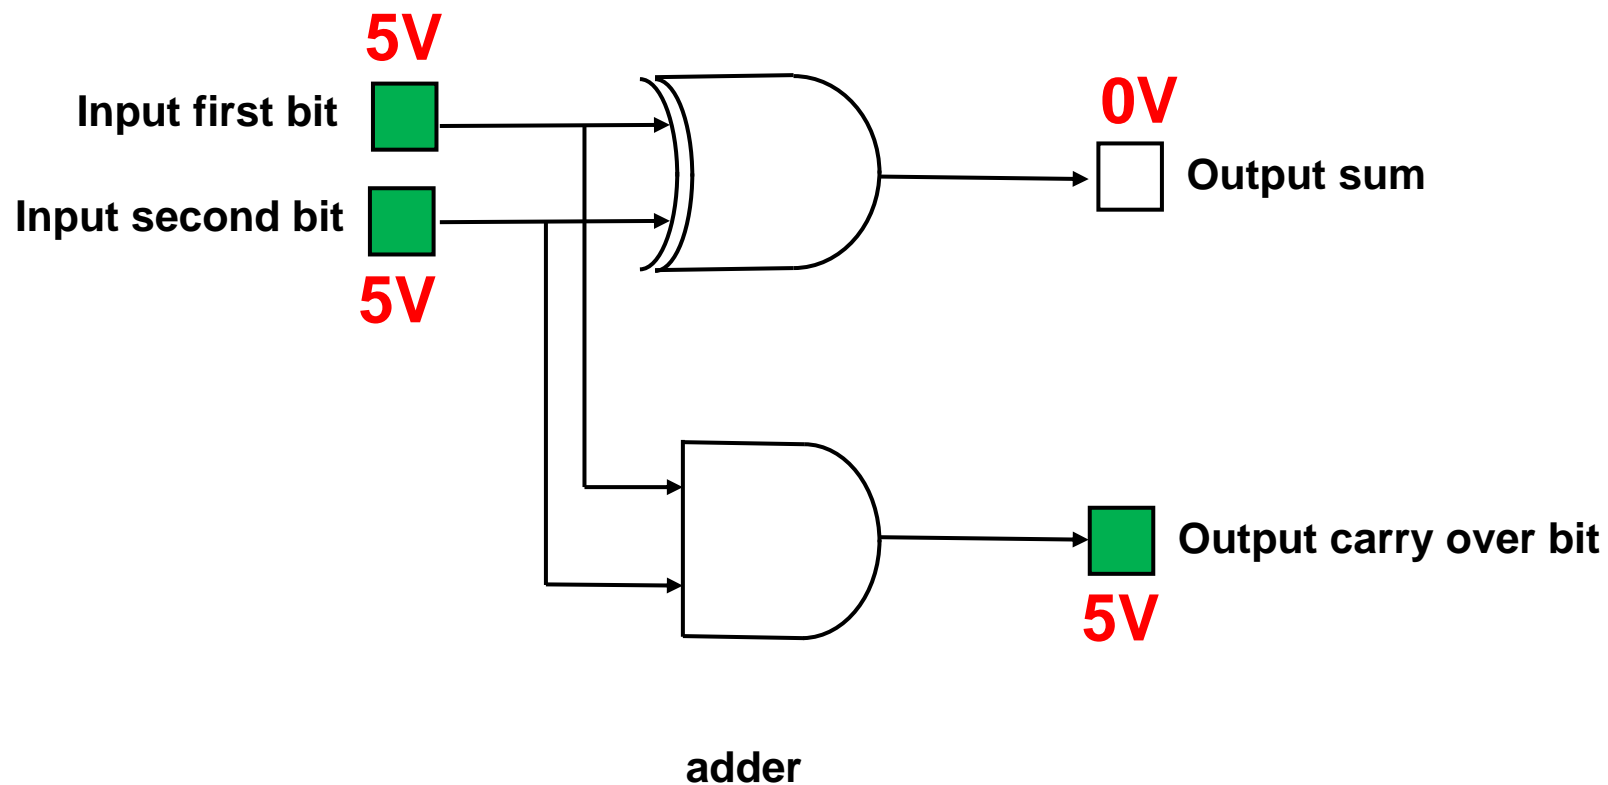 5V
Input first bit
0V
Output sum
Input second bit
5V
Output carry over bit
5V
adder